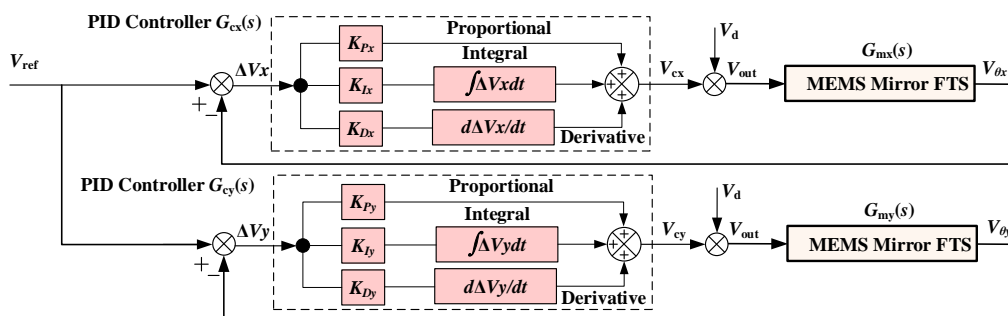 PID Controller G_cx(s)
V_ref
ΔVx
+
−
K_Px
Proportional
Integral
K_Ix
∫ΔVxdt
K_Dx
dΔVx/dt
Derivative
+
+
+
V_cx
V_d
V_out
G_mx(s)
MEMS Mirror FTS
V_θx
PID Controller G_cy(s)
ΔVy
+
−
K_Py
Proportional
Integral
K_Iy
∫ΔVydt
K_Dy
dΔVy/dt
Derivative
+
+
+
V_cy
V_d
V_out
G_my(s)
MEMS Mirror FTS
V_θy